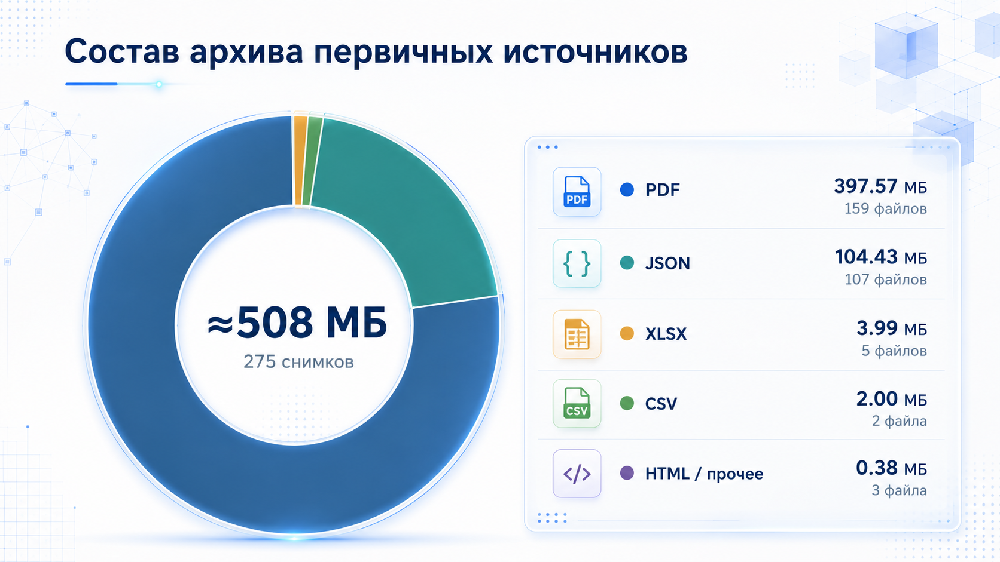 Состав архива первичных источников
≈508 МБ
275 снимков
PDF
PDF
397.57 МБ
159 файлов
{ }
JSON
104.43 МБ
107 файлов
XLSX
3.99 МБ
5 файлов
CSV
CSV
2.00 МБ
2 файла
</>
HTML / прочее
0.38 МБ
3 файла